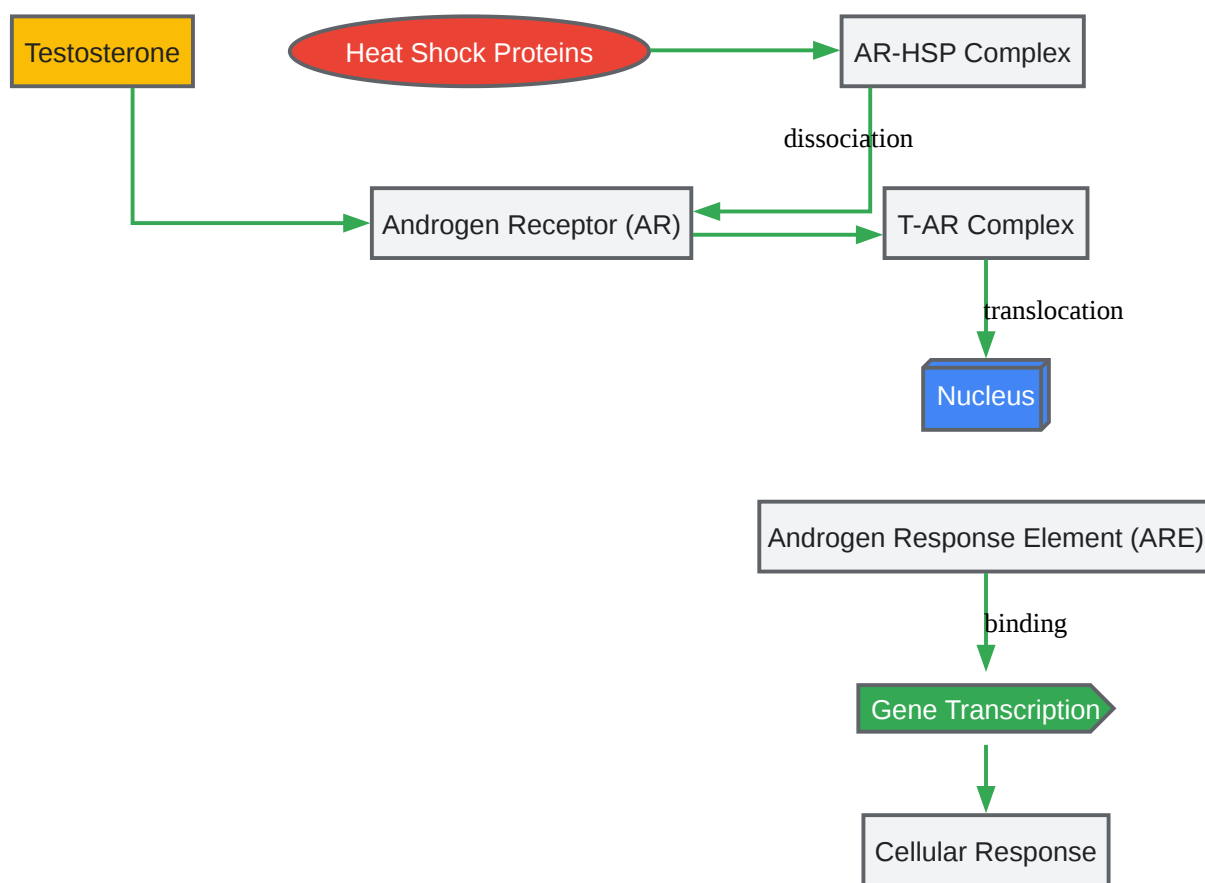 Testosterone
Heat Shock Proteins
AR-HSP Complex
dissociation
Androgen Receptor (AR)
T-AR Complex
translocation
Nucleus
Androgen Response Element (ARE)
binding
Gene Transcription
Cellular Response